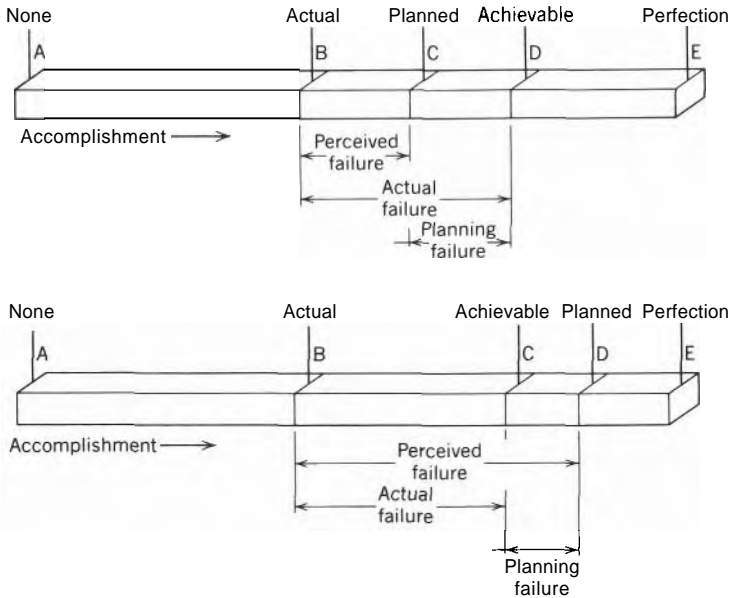 None Actual Planned Achievable Perfection
A B C D E
Accomplishment
Perceived
failure
Actual
failure
Planning
failure
None Actual Achievable Planned Perfection
A B C D E
Accomplishment
Perceived
failure
Actual
failure
Planning
failure